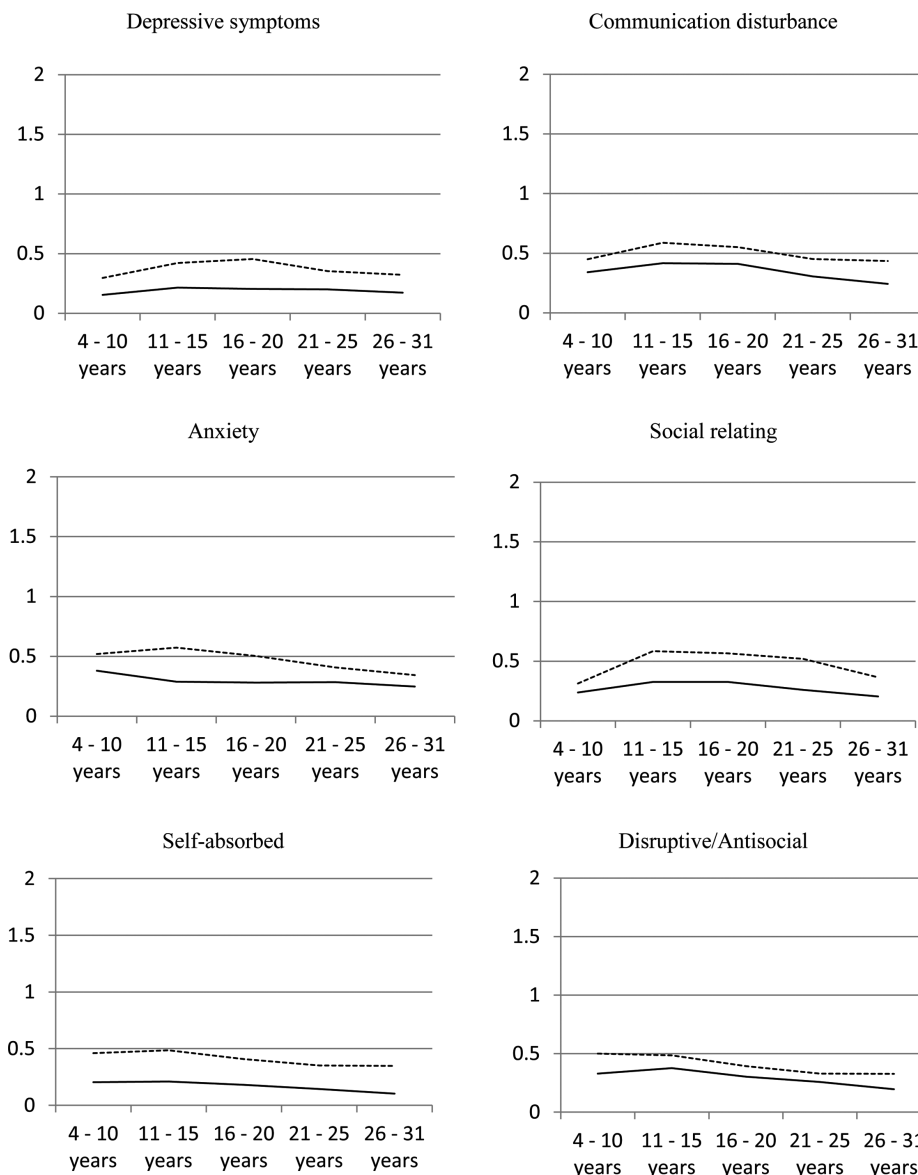 Depressive symptoms
2
1.5
1
0.5
0
4 - 10 11 - 15 16 - 20 21 - 25 26 - 31
years years years years years
Communication disturbance
2
1.5
1
0.5
0
4 - 10 11 - 15 16 - 20 21 - 25 26 - 31
years years years years years
Anxiety
2
1.5
1
0.5
0
4 - 10 11 - 15 16 - 20 21 - 25 26 - 31
years years years years years
Social relating
2
1.5
1
0.5
0
4 - 10 11 - 15 16 - 20 21 - 25 26 - 31
years years years years years
Self-absorbed
2
1.5
1
0.5
0
4 - 10 11 - 15 16 - 20 21 - 25 26 - 31
years years years years years
Disruptive/Antisocial
2
1.5
1
0.5
0
4 - 10 11 - 15 16 - 20 21 - 25 26 - 31
years years years years years